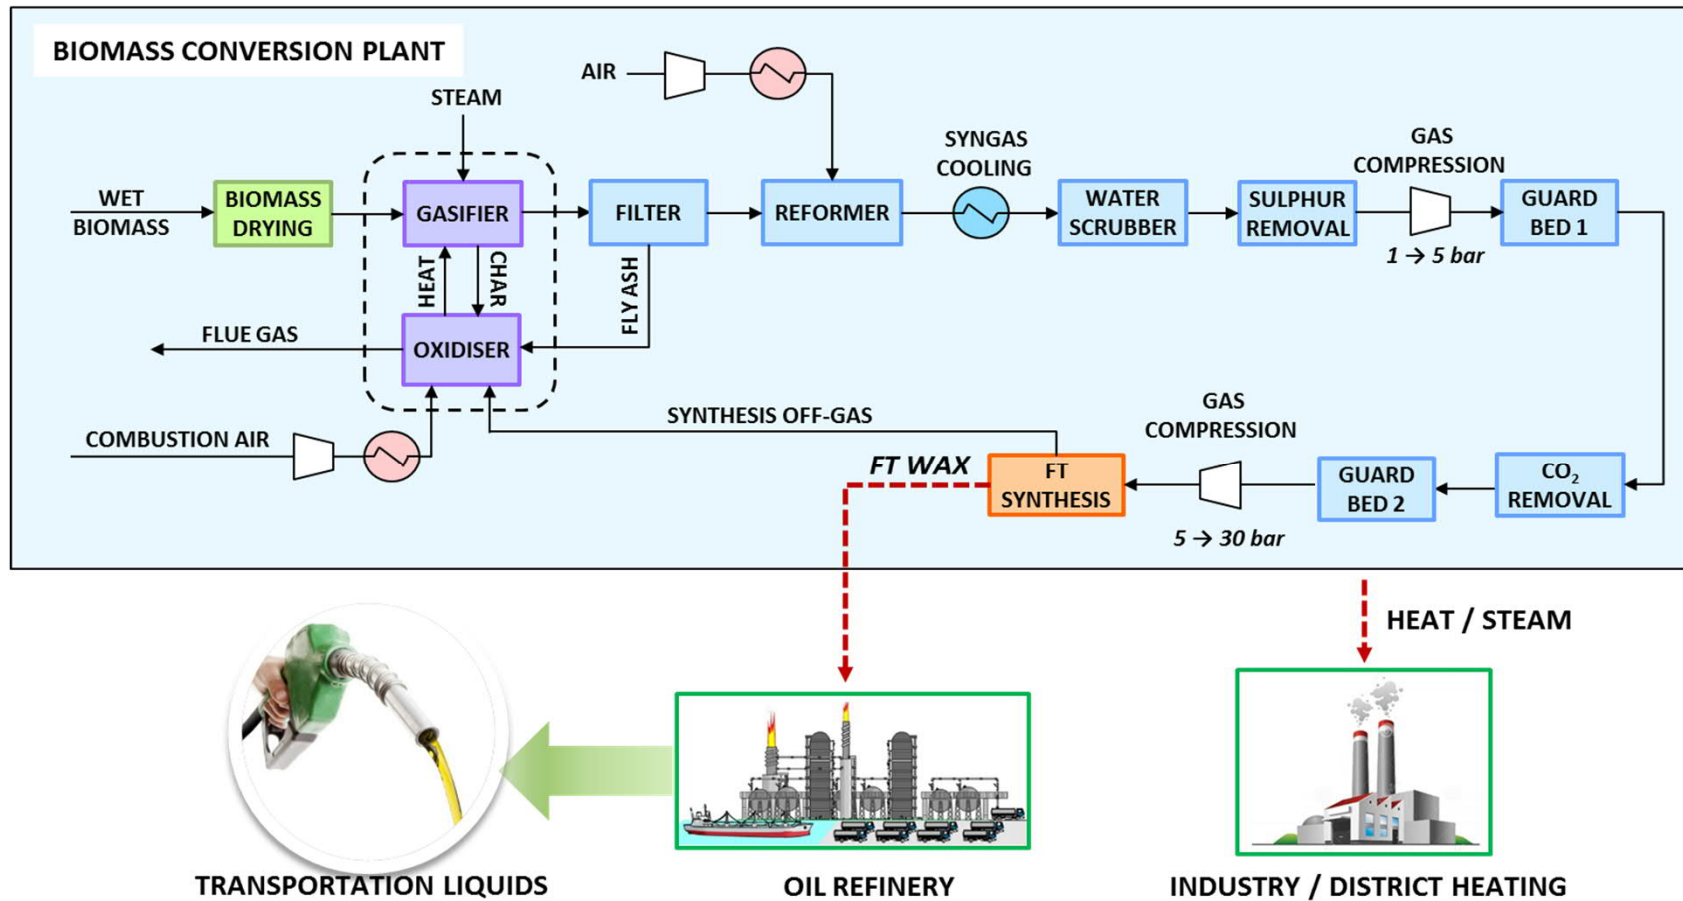 BIOMASS CONVERSION PLANT
AIR
STEAM
SYNGAS
COOLING
GAS
COMPRESSION
WET
BIOMASS
BIOMASS
DRYING
GASIFIER
FILTER
REFORMER
WATER
SCRUBBER
SULPHUR
REMOVAL
1 → 5 bar
GUARD
BED 1
HEAT
CHAR
FLY ASH
FLUE GAS
OXIDISER
COMBUSTION AIR
SYNTHESIS OFF-GAS
FT WAX
FT
SYNTHESIS
GAS
COMPRESSION
5 → 30 bar
GUARD
BED 2
CO₂
REMOVAL
HEAT / STEAM
TRANSPORTATION LIQUIDS
OIL REFINERY
INDUSTRY / DISTRICT HEATING